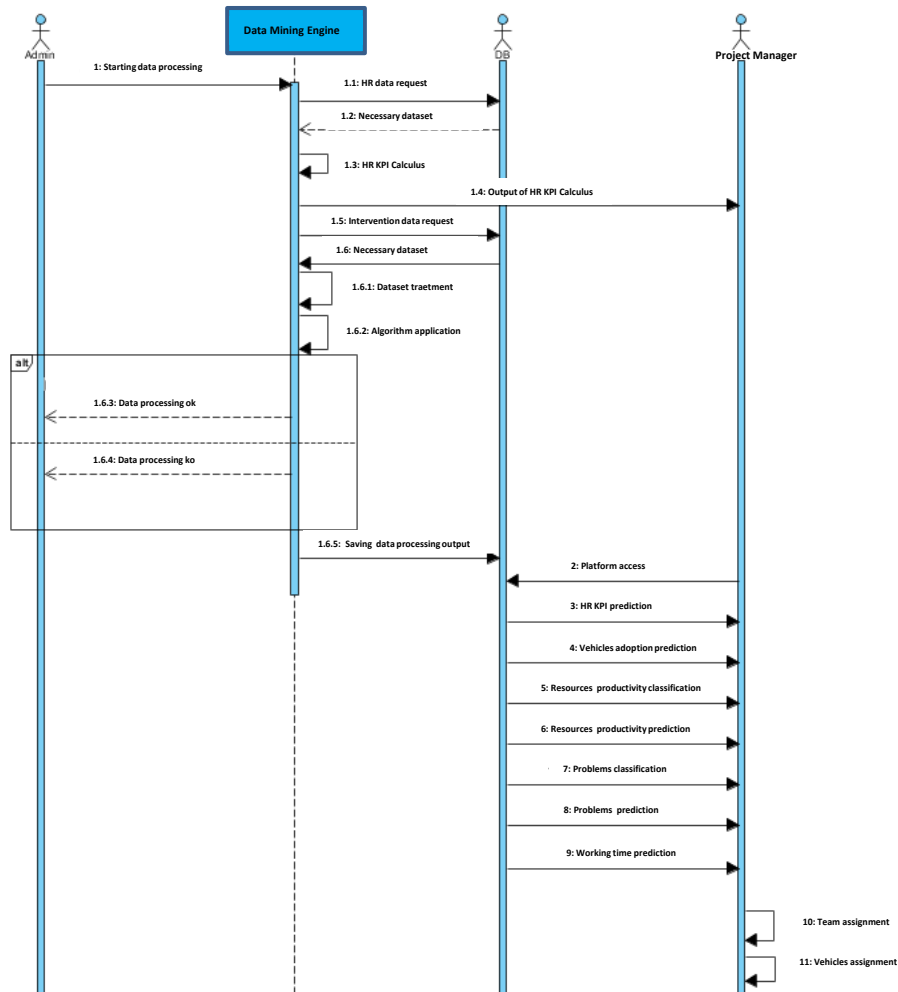 Data Mining Engine
Admin
DB
Project Manager
1: Starting data processing
1.1: HR data request
1.2: Necessary dataset
1.3: HR KPI Calculus
1.4: Output of HR KPI Calculus
1.5: Intervention data request
1.6: Necessary dataset
1.6.1: Dataset traetment
1.6.2: Algorithm application
alt
1.6.3: Data processing ok
1.6.4: Data processing ko
1.6.5: Saving data processing output
2: Platform access
3: HR KPI prediction
4: Vehicles adoption prediction
5: Resources productivity classification
6: Resources productivity prediction
7: Problems classification
8: Problems prediction
9: Working time prediction
10: Team assignment
11: Vehicles assignment